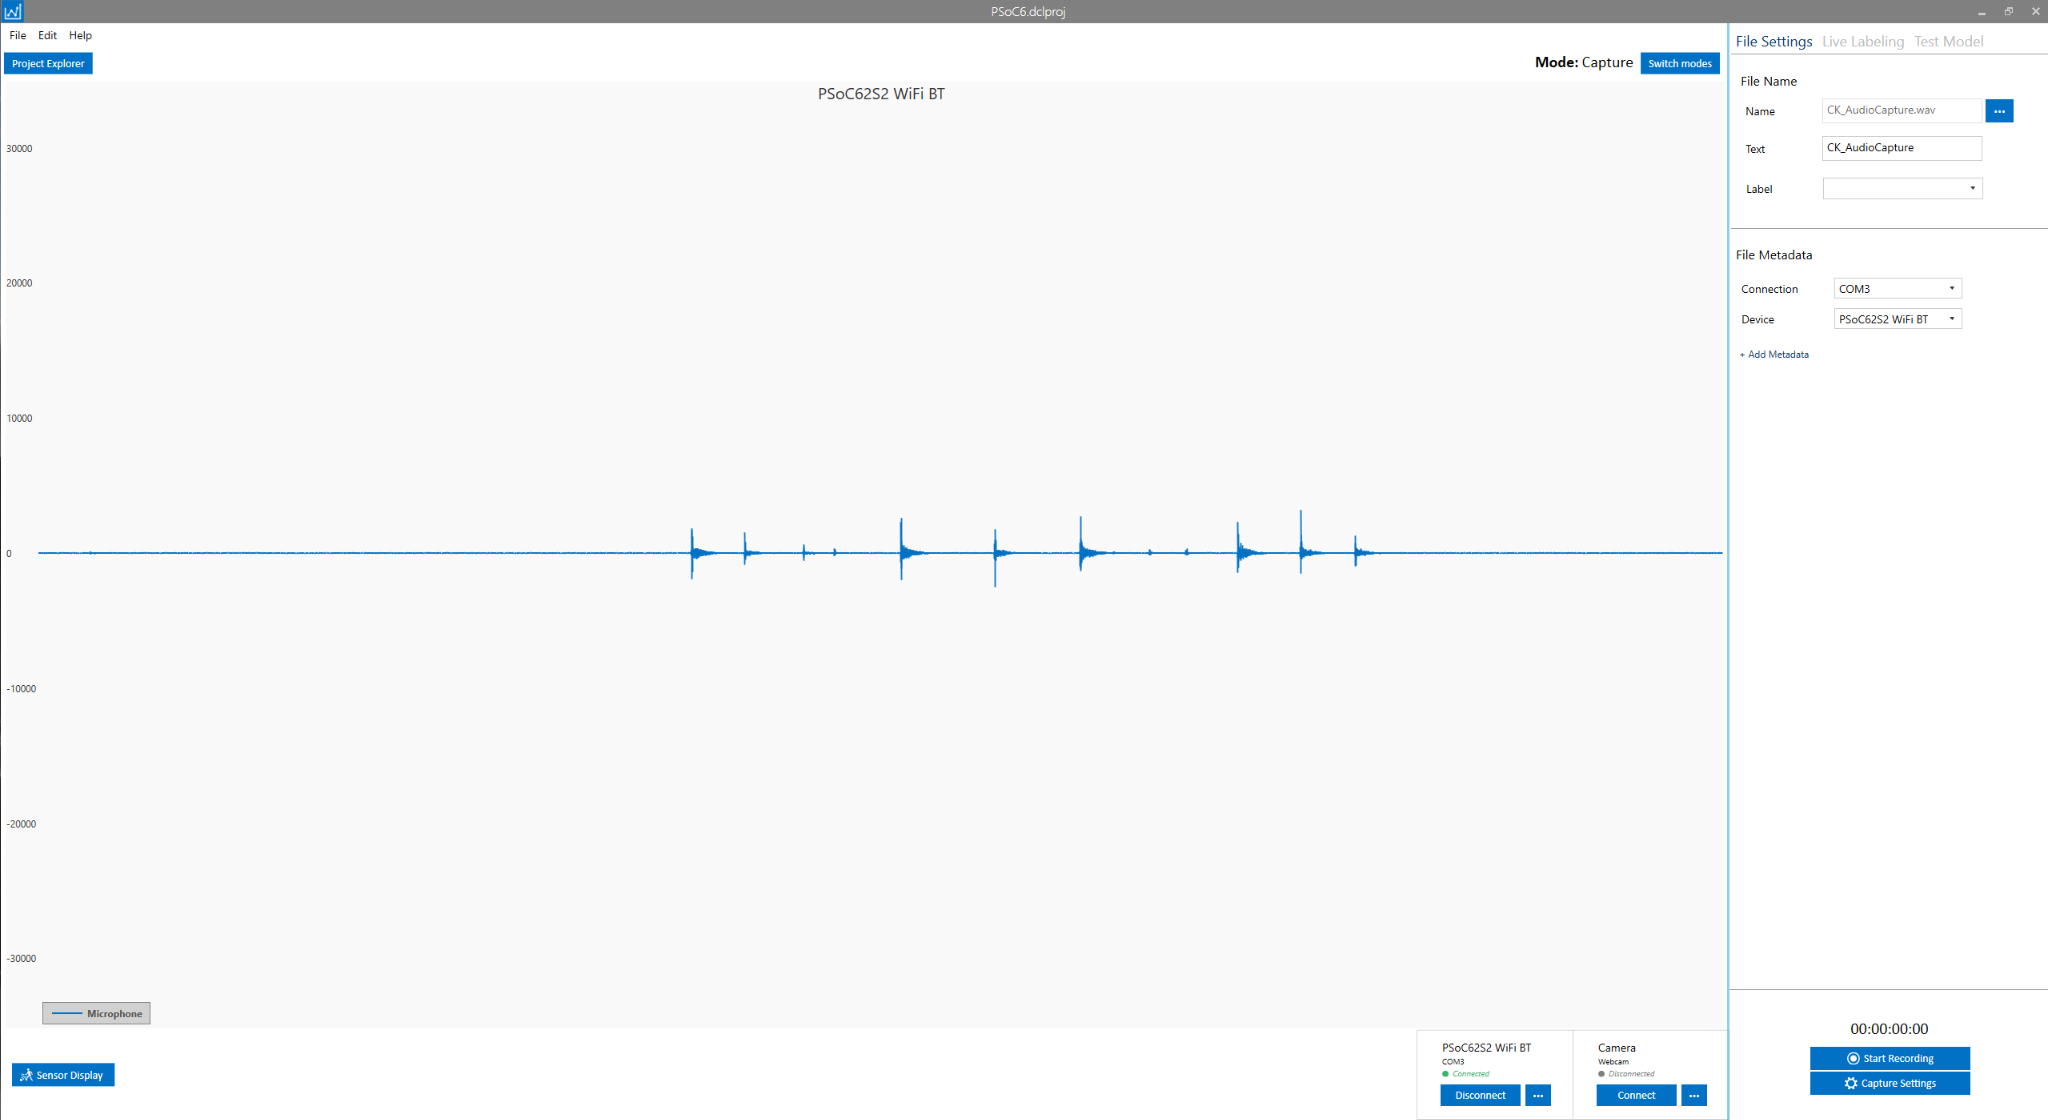 PSoC6.dclproj
File Edit Help
Project Explorer
Mode: Capture Switch modes
PSoC62S2 WiFi BT
30000
20000
10000
0
-10000
-20000
-30000
Microphone
Sensor Display
PSoC62S2 WiFi BT
COM3
Connected
Disconnect ...
Camera
Webcam
Disconnected
Connect ...
File Settings Live Labeling Test Model
File Name
Name CK_AudioCapture.wav ...
Text CK_AudioCapture
Label
File Metadata
Connection COM3
Device PSoC62S2 WiFi BT
+ Add Metadata
00:00:00:00
Start Recording
Capture Settings